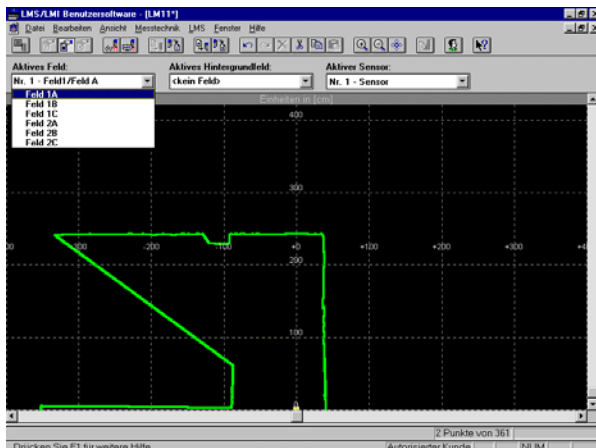 LMS/LMI Benutzersoftware - [LM11*]
Datei Bearbeiten Ansicht Messtechnik LMS Fenster Hilfe
Aktives Feld: Aktives Hintergrundfeld: Aktiver Sensor:
Nr. 1 - Feld1/Feld A <kein Feld> Nr. 1 - Sensor
Feld 1A
Feld 1B
Feld 1C
Feld 2A
Feld 2B
Feld 2C
Einheiten in [cm]
400
300
-200 -100 +0 +100 +200 +300
200
100
2 Punkte von 361
Drücken Sie F1 für weitere Hilfe. Autorisierter Kunde NUM